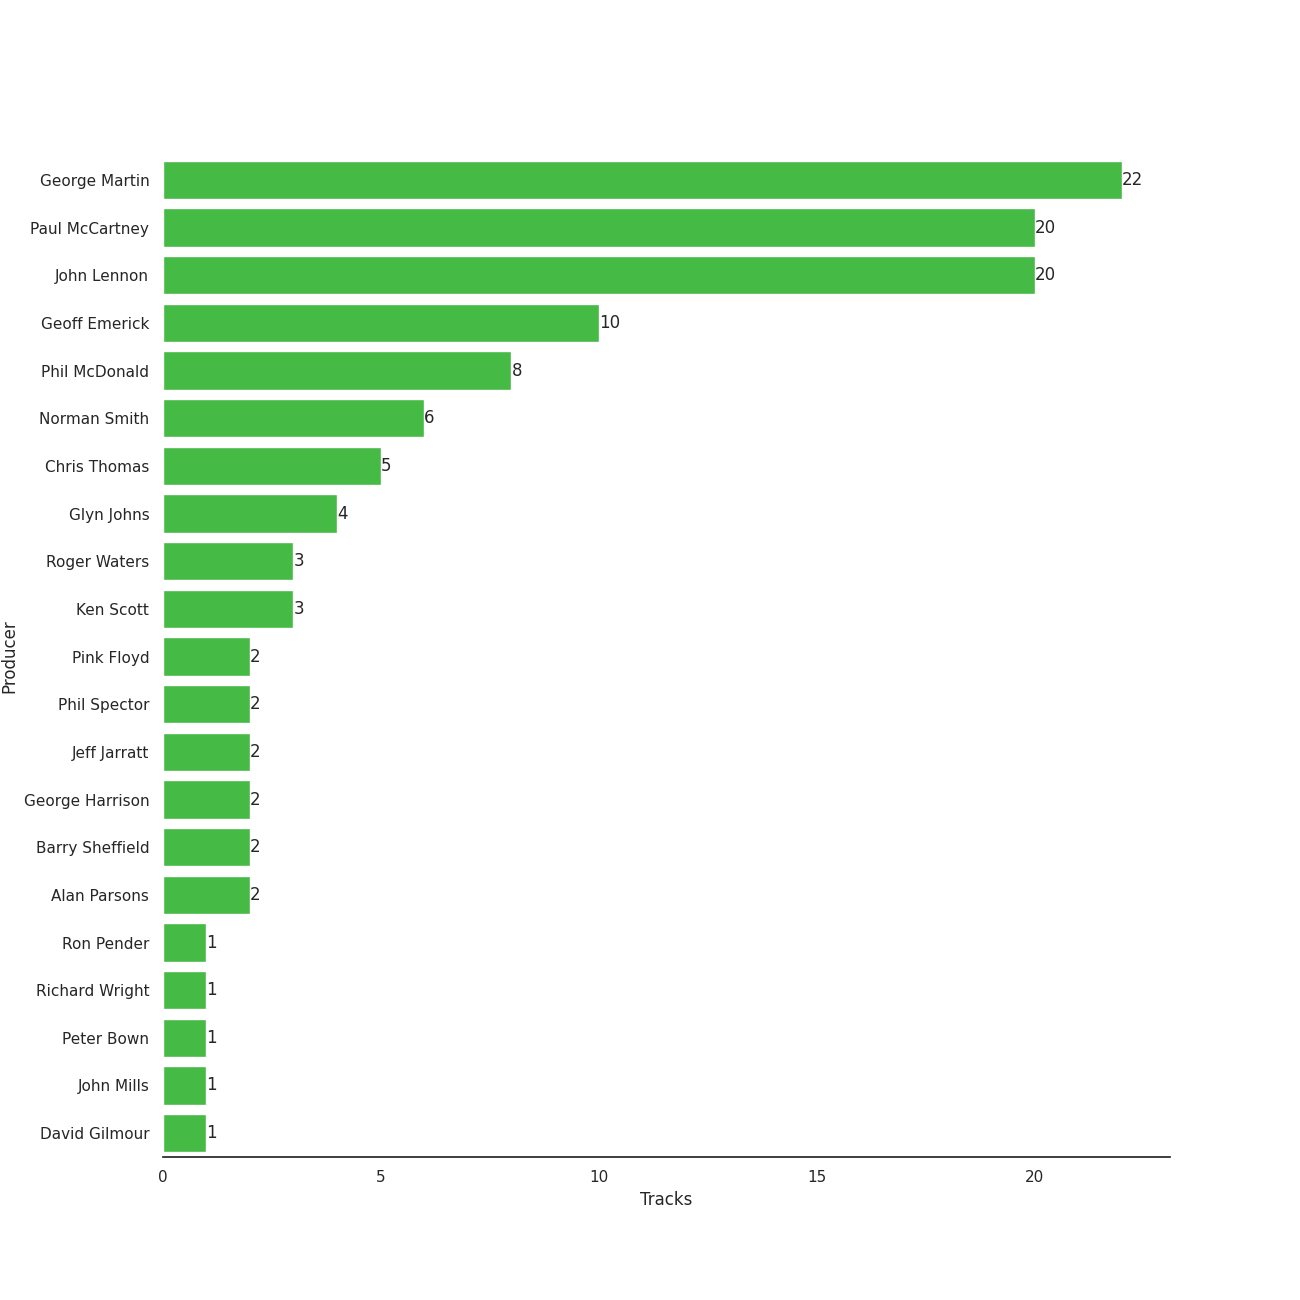 George Martin 22
Paul McCartney 20
John Lennon 20
Geoff Emerick 10
Phil McDonald 8
Norman Smith 6
Chris Thomas 5
Glyn Johns 4
Roger Waters 3
Ken Scott 3
Pink Floyd 2
Phil Spector 2
Jeff Jarratt 2
George Harrison 2
Barry Sheffield 2
Alan Parsons 2
Ron Pender 1
Richard Wright 1
Peter Bown 1
John Mills 1
David Gilmour 1
Producer
0 5 10 15 20
Tracks